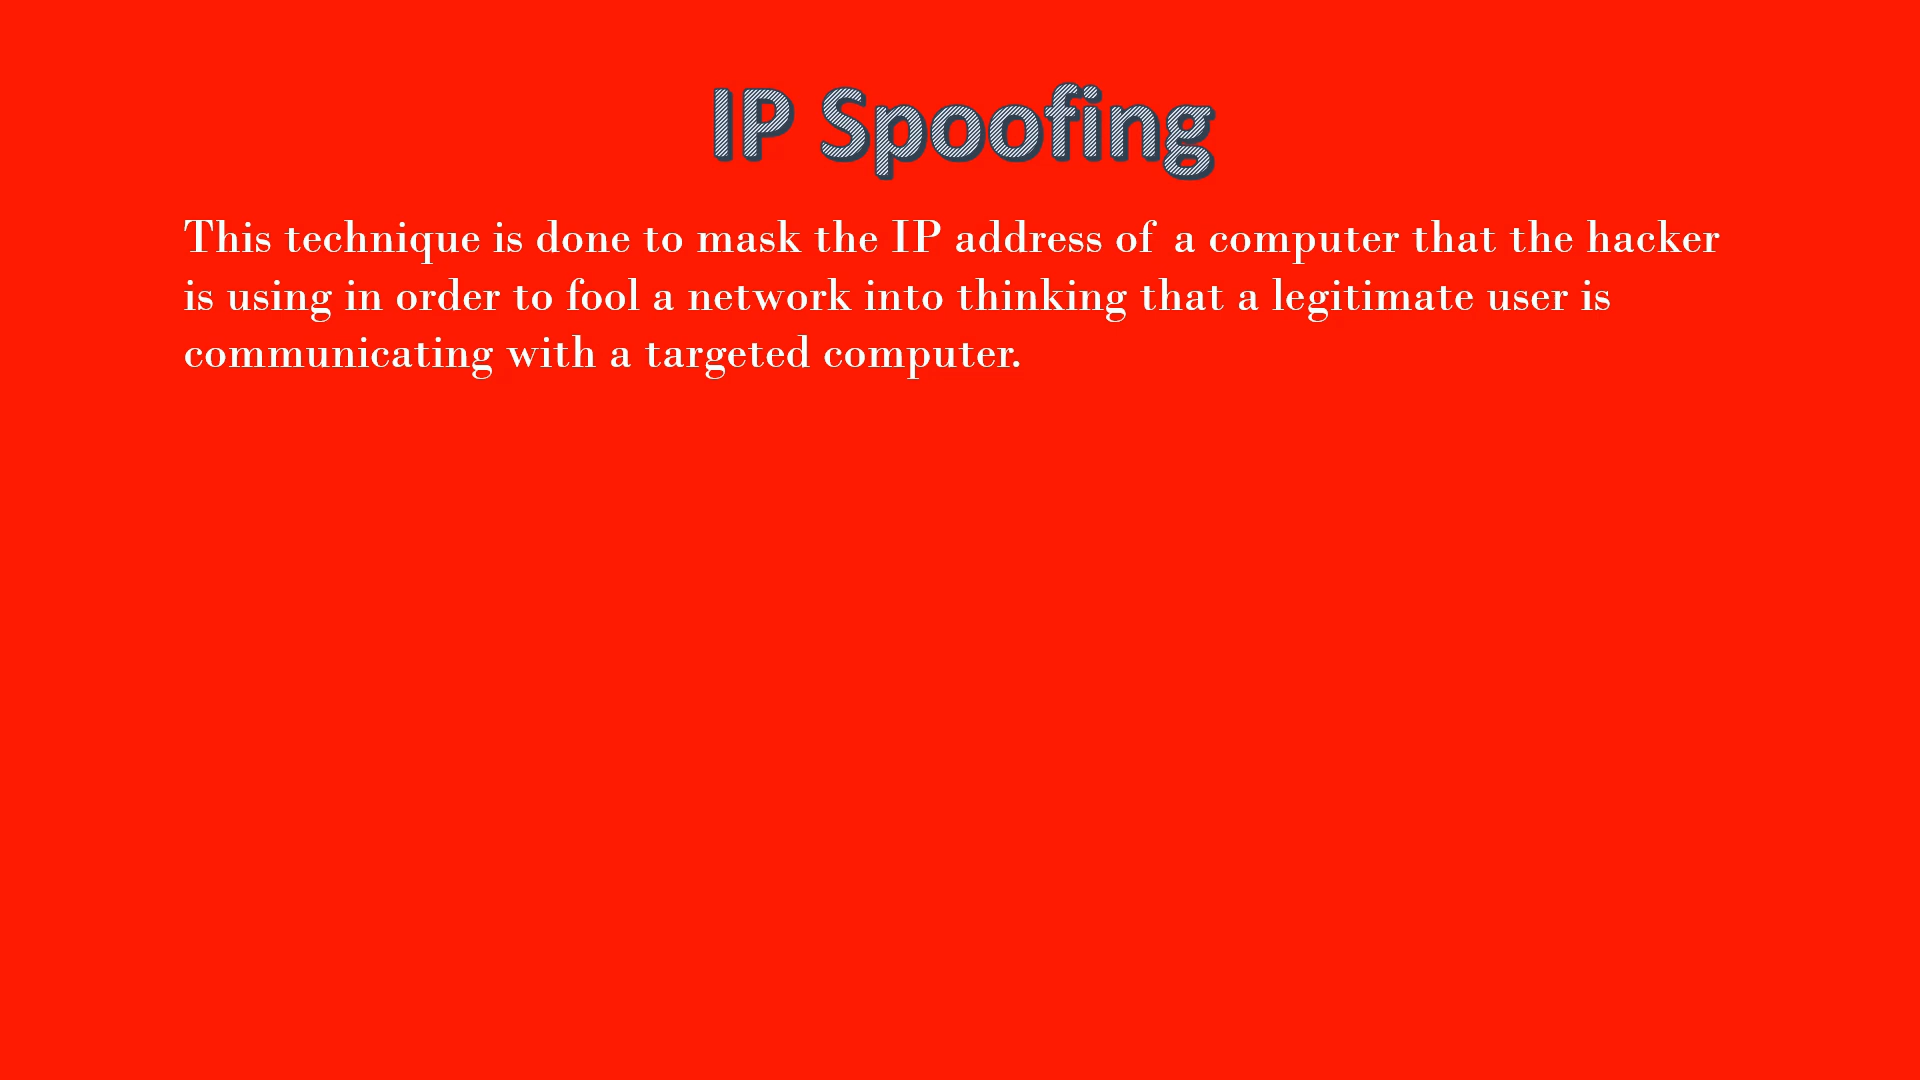 IP Spoofing
This technique is done to mask the IP address of a computer that the hacker
is using in order to fool a network into thinking that a legitimate user is
communicating with a targeted computer.